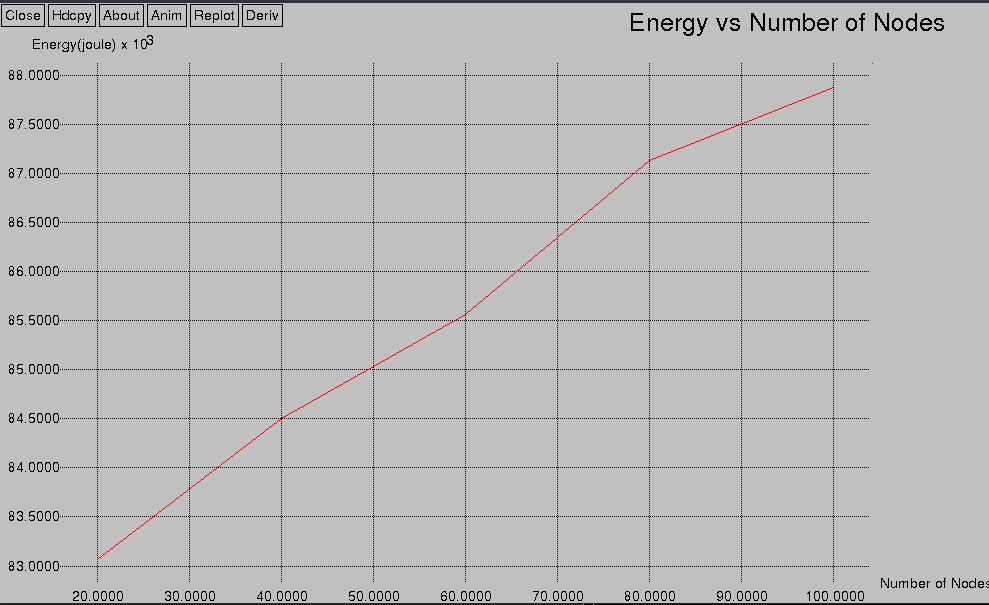 Close Hdcpy About Anim Replot Deriv
Energy vs Number of Nodes
Energy(joule) x 10³
88.0000
87.5000
87.0000
86.5000
86.0000
85.5000
85.0000
84.5000
84.0000
83.5000
83.0000
20.0000 30.0000 40.0000 50.0000 60.0000 70.0000 80.0000 90.0000 100.0000
Number of Nodes